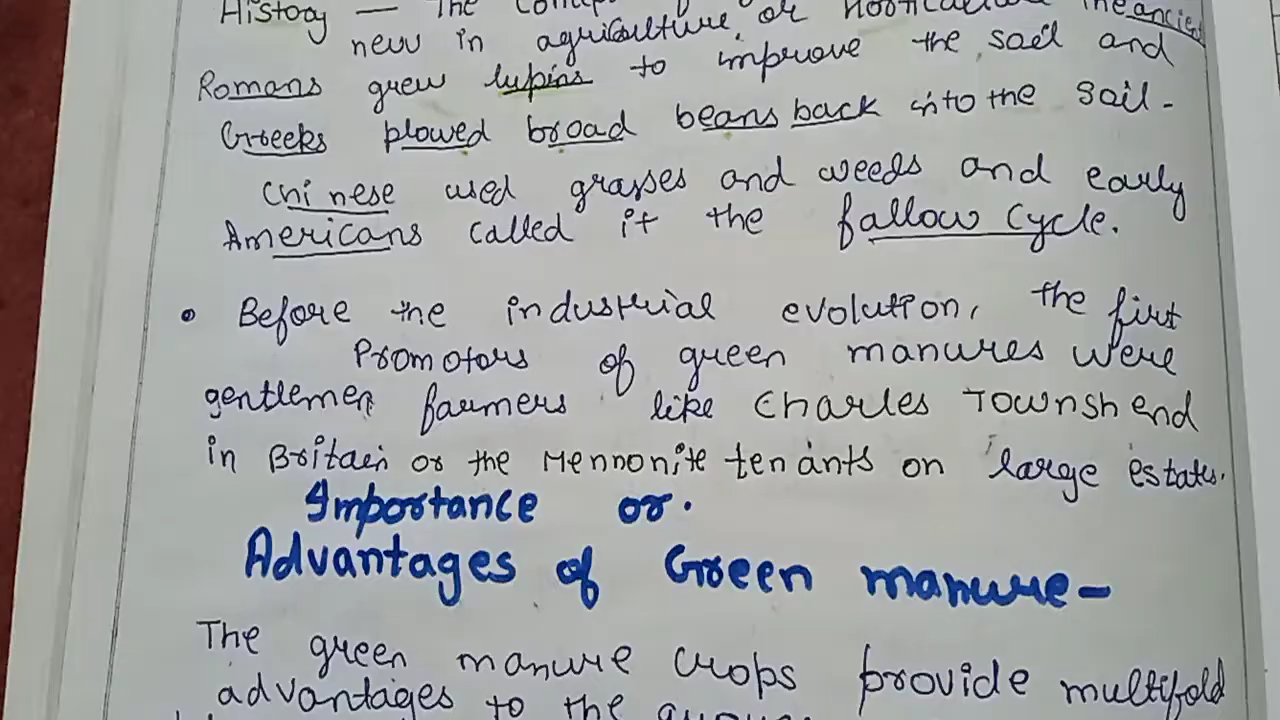 History — The
new in agriculture, or The ancient
Romans grew lupins to improve the soil and
Greeks plowed broad beans back into the soil-
Chinese used grasses and weeds and early
Americans called it the fallow cycle.
• Before the industrial evolution, the first
Promotors of green manures were
gentlemen farmers like Charles Townshend
in Britain or the Mennonite tenants on large estates.
Importance or.
Advantages of Green manure-
The green manure crops provide multifold
advantages to the